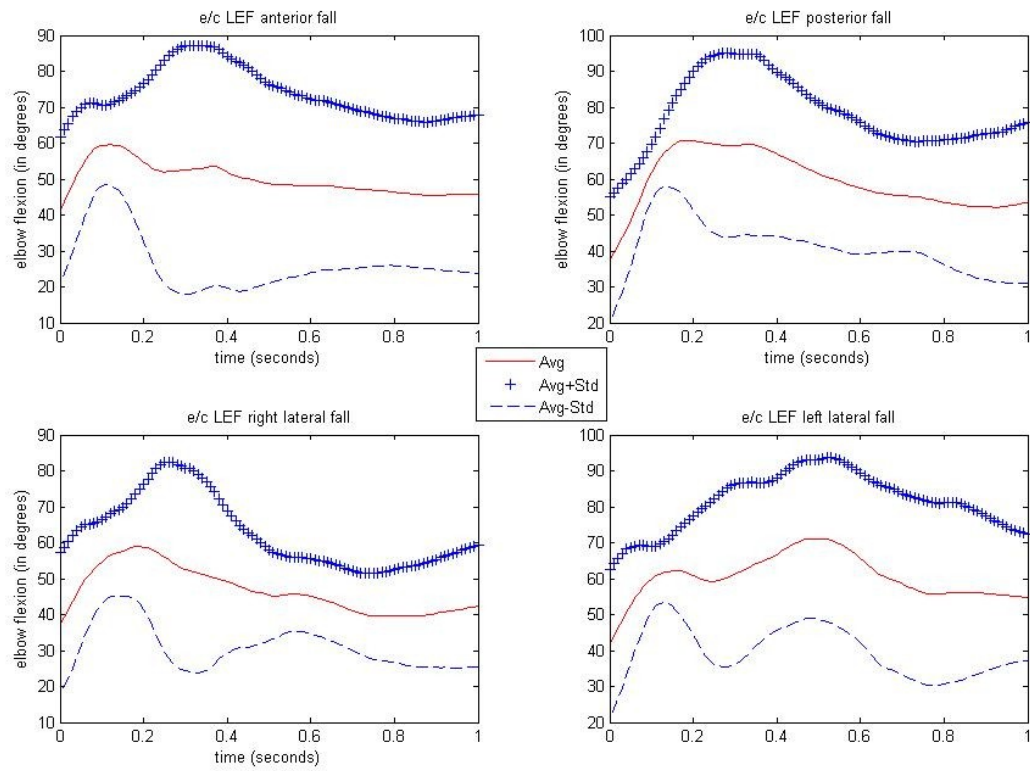 e/c LEF anterior fall
90
80
70
60
50
40
30
20
10
elbow flexion (in degrees)
0 0.2 0.4 0.6 0.8 1
time (seconds)
e/c LEF posterior fall
100
90
80
70
60
50
40
30
20
elbow flexion (in degrees)
0 0.2 0.4 0.6 0.8 1
time (seconds)
Avg
Avg+Std
Avg-Std
e/c LEF right lateral fall
90
80
70
60
50
40
30
20
10
elbow flexion (in degrees)
0 0.2 0.4 0.6 0.8 1
time (seconds)
e/c LEF left lateral fall
100
90
80
70
60
50
40
30
20
0 0.2 0.4 0.6 0.8 1